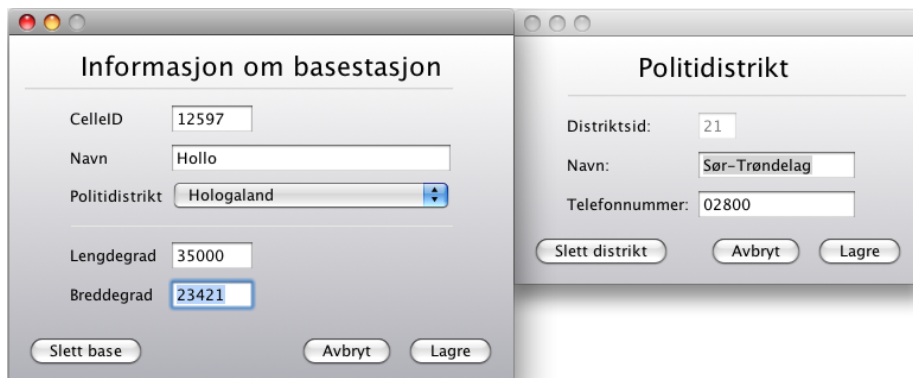 Informasjon om basestasjon
CelleID 12597
Navn Hollo
Politidistrikt Hologaland
Lengdegrad 35000
Breddegrad 23421
Slett base Avbryt Lagre
Politidistrikt
Distriktsid: 21
Navn: Sør-Trøndelag
Telefonnummer: 02800
Slett distrikt Avbryt Lagre